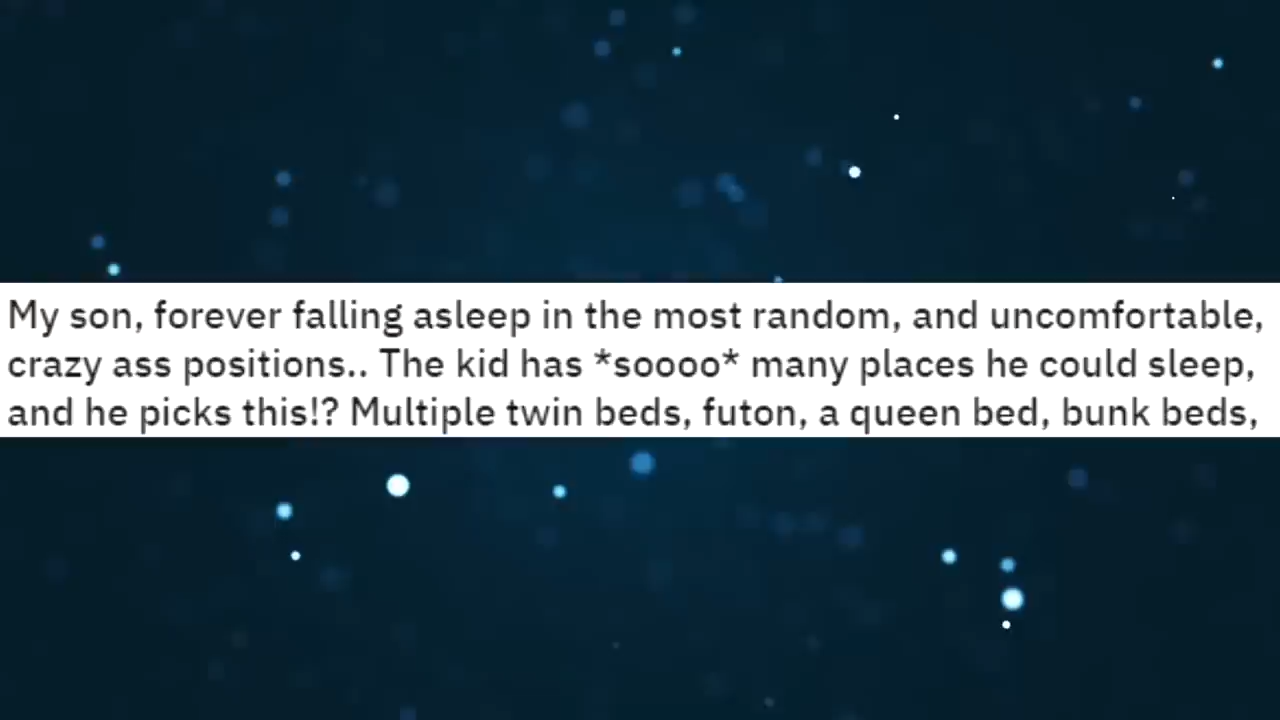 My son, forever falling asleep in the most random, and uncomfortable,
crazy ass positions.. The kid has *soooo* many places he could sleep,
and he picks this!? Multiple twin beds, futon, a queen bed, bunk beds,